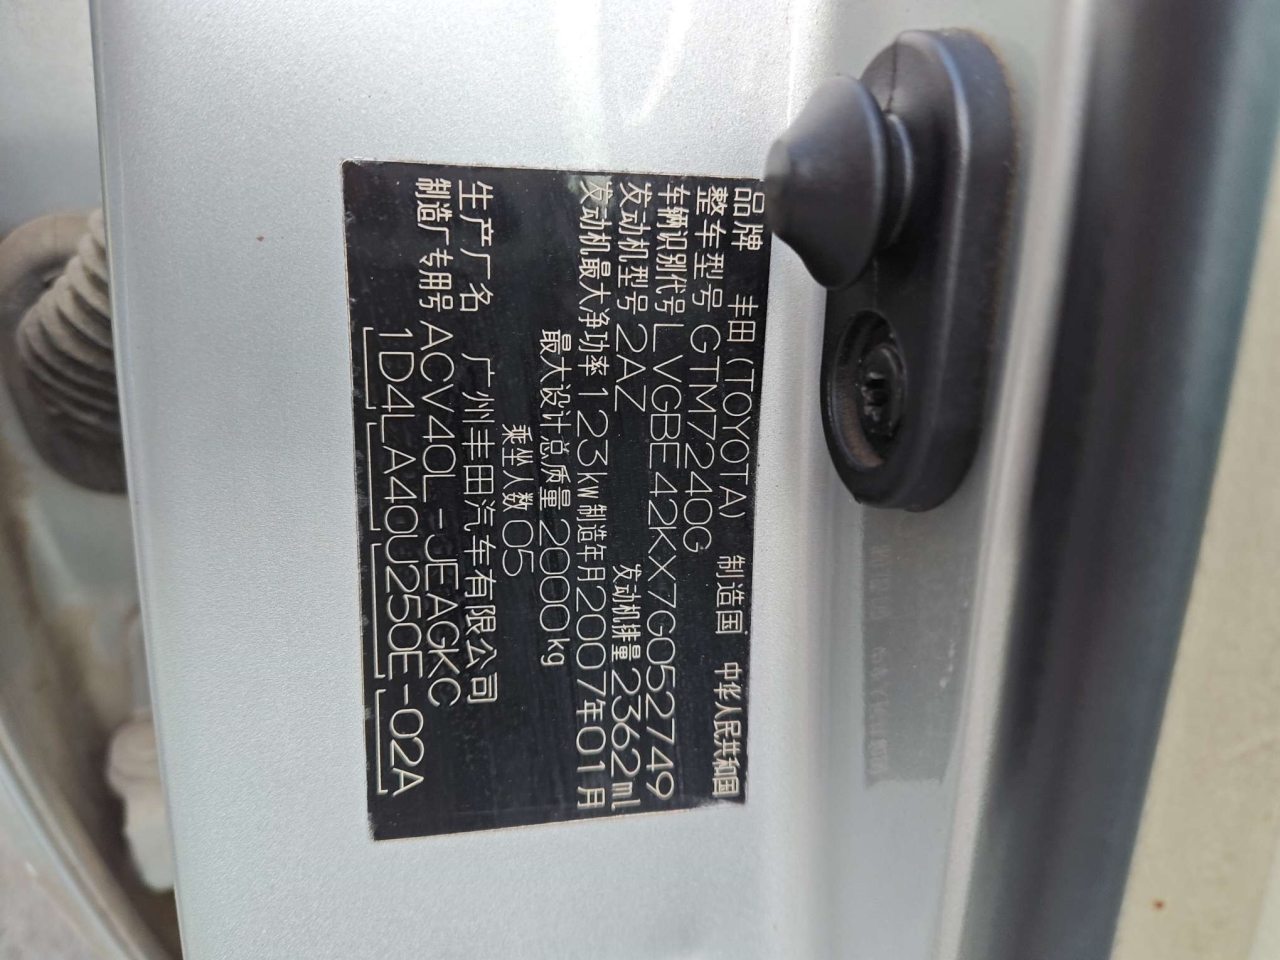 品牌 丰田(TOYOTA) 制造国 中华人民共和国
整车型号 GTM7240G
车辆识别代号 LVGBE42KX7G052749
发动机型号 2AZ 发动机排量 2362mL
发动机最大净功率 123kW 制造年月 2007年01月
最大设计总质量 2000kg
乘坐人数 05
生产厂名 广州丰田汽车有限公司
制造厂专用号 ACV40L-JEAGKC
1D4LA40U250E-02A